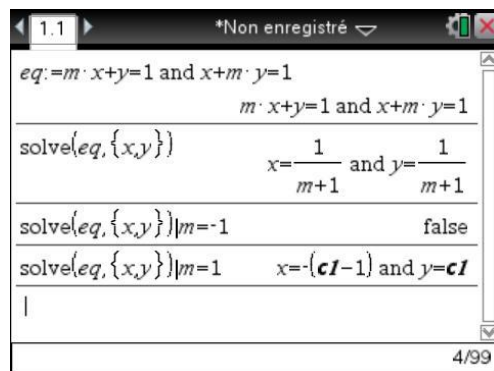 1.1 *Non enregistré
eq:=m·x+y=1 and x+m·y=1
m·x+y=1 and x+m·y=1
solve(eq,{x,y}) x=1/(m+1) and y=1/(m+1)
solve(eq,{x,y})|m=-1 false
solve(eq,{x,y})|m=1 x=-(c1-1) and y=c1
4/99